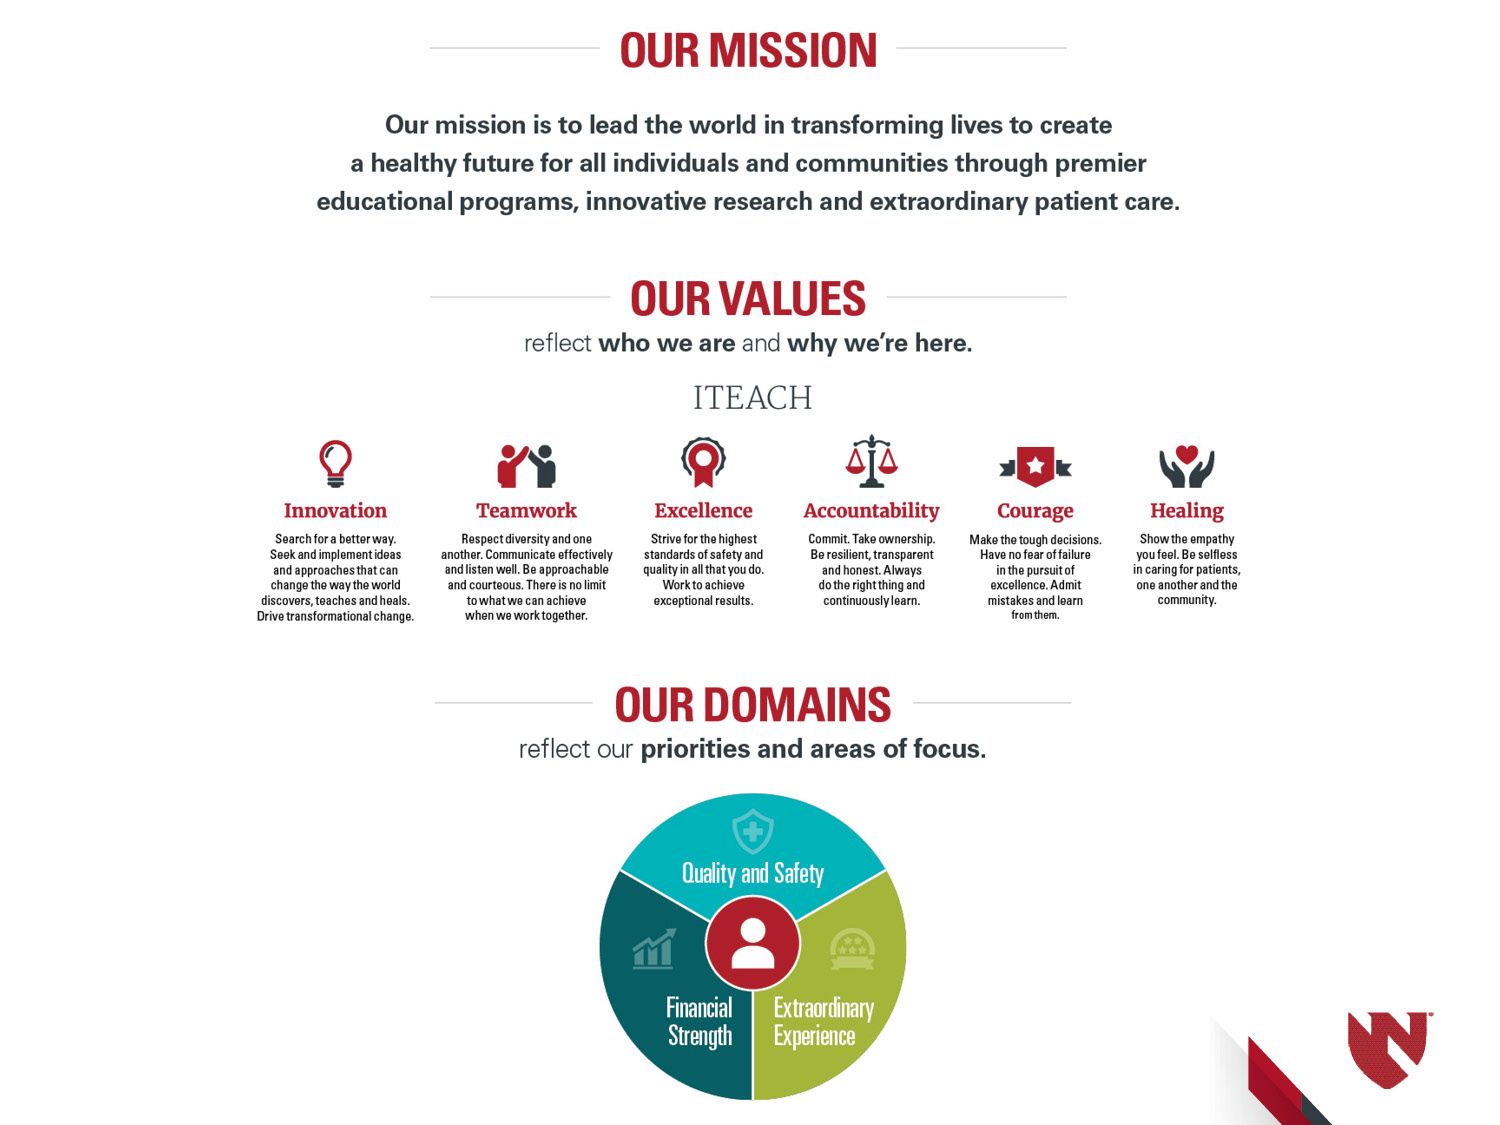 OUR MISSION
Our mission is to lead the world in transforming lives to create
a healthy future for all individuals and communities through premier
educational programs, innovative research and extraordinary patient care.
OUR VALUES
reflect who we are and why we’re here.
ITEACH
Innovation
Search for a better way.
Seek and implement ideas
and approaches that can
change the way the world
discovers, teaches and heals.
Drive transformational change.
Teamwork
Respect diversity and one
another. Communicate effectively
and listen well. Be approachable
and courteous. There is no limit
to what we can achieve
when we work together.
Excellence
Strive for the highest
standards of safety and
quality in all that you do.
Work to achieve
exceptional results.
Accountability
Commit. Take ownership.
Be resilient, transparent
and honest. Always
do the right thing and
continuously learn.
Courage
Make the tough decisions.
Have no fear of failure
in the pursuit of
excellence. Admit
mistakes and learn
from them.
Healing
Show the empathy
you feel. Be selfless
in caring for patients,
one another and the
community.
OUR DOMAINS
reflect our priorities and areas of focus.
Quality and Safety
Financial
Strength
Extraordinary
Experience
N